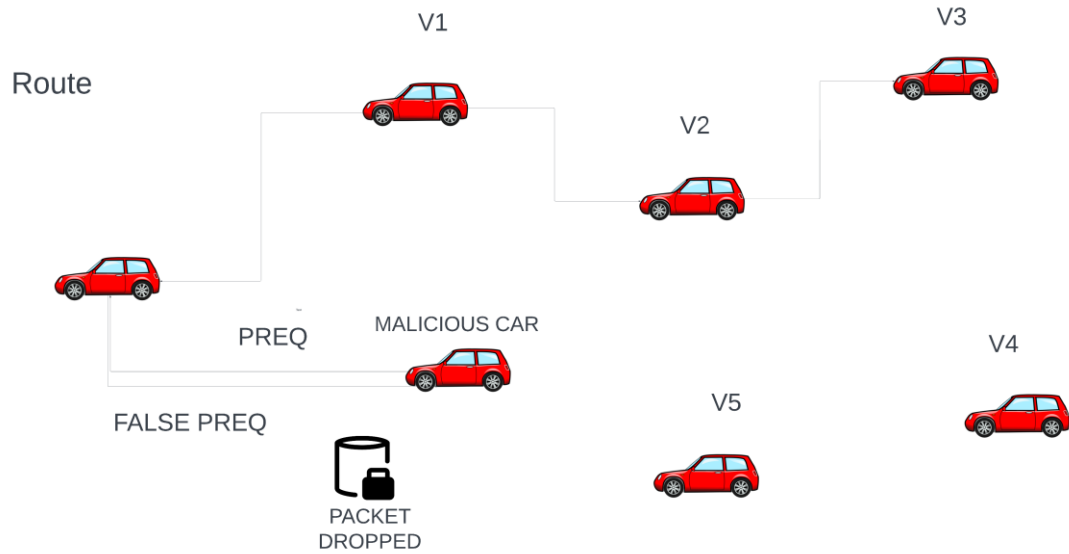 V1
V3
Route
V2
PREQ
MALICIOUS CAR
V4
V5
FALSE PREQ
PACKET
DROPPED